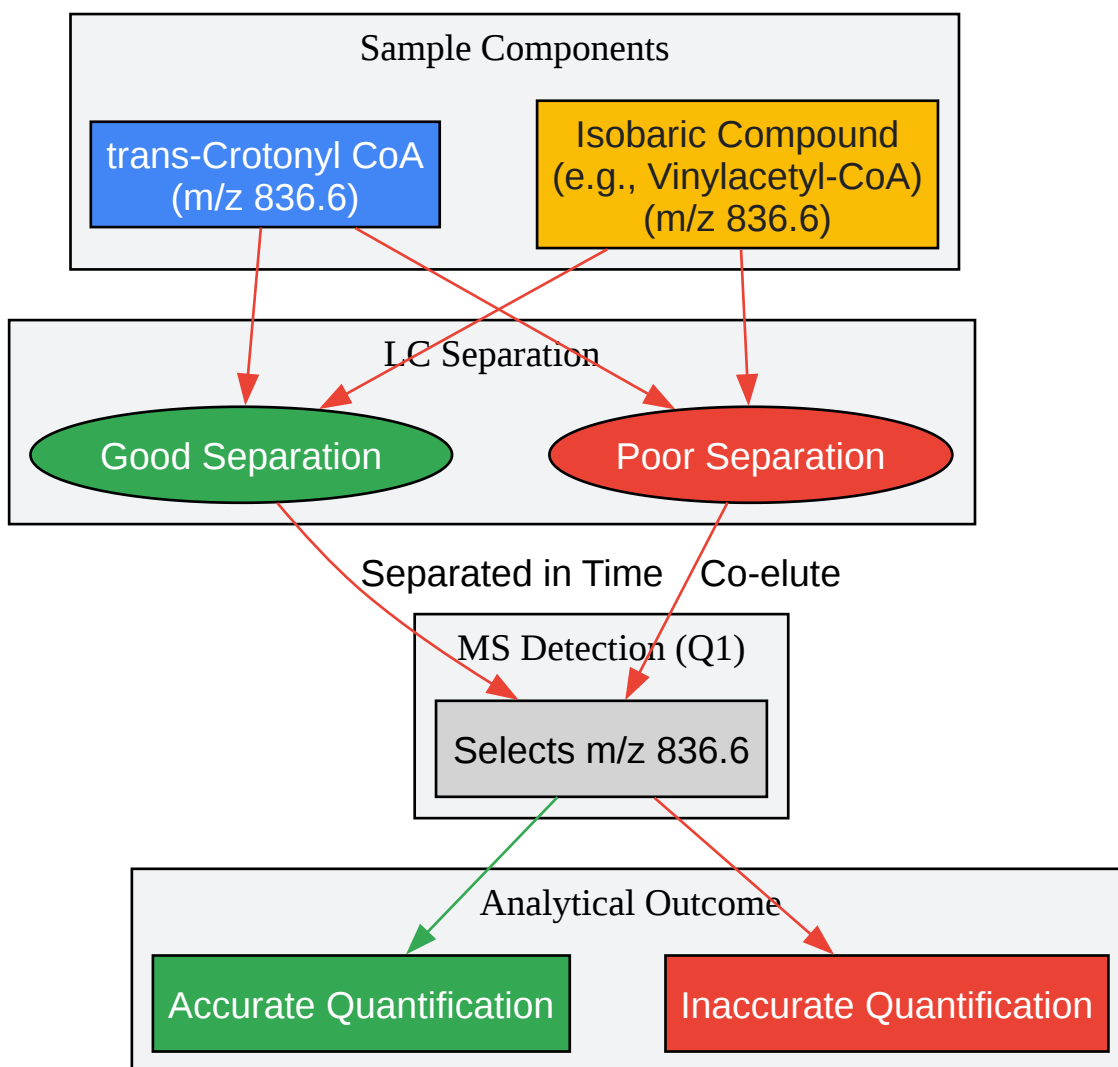 Sample Components
trans-Crotonyl CoA
(m/z 836.6)
Isobaric Compound
(e.g., Vinylacetyl-CoA)
(m/z 836.6)
LC Separation
Good Separation
Poor Separation
Separated in Time
Co-elute
MS Detection (Q1)
Selects m/z 836.6
Analytical Outcome
Accurate Quantification
Inaccurate Quantification